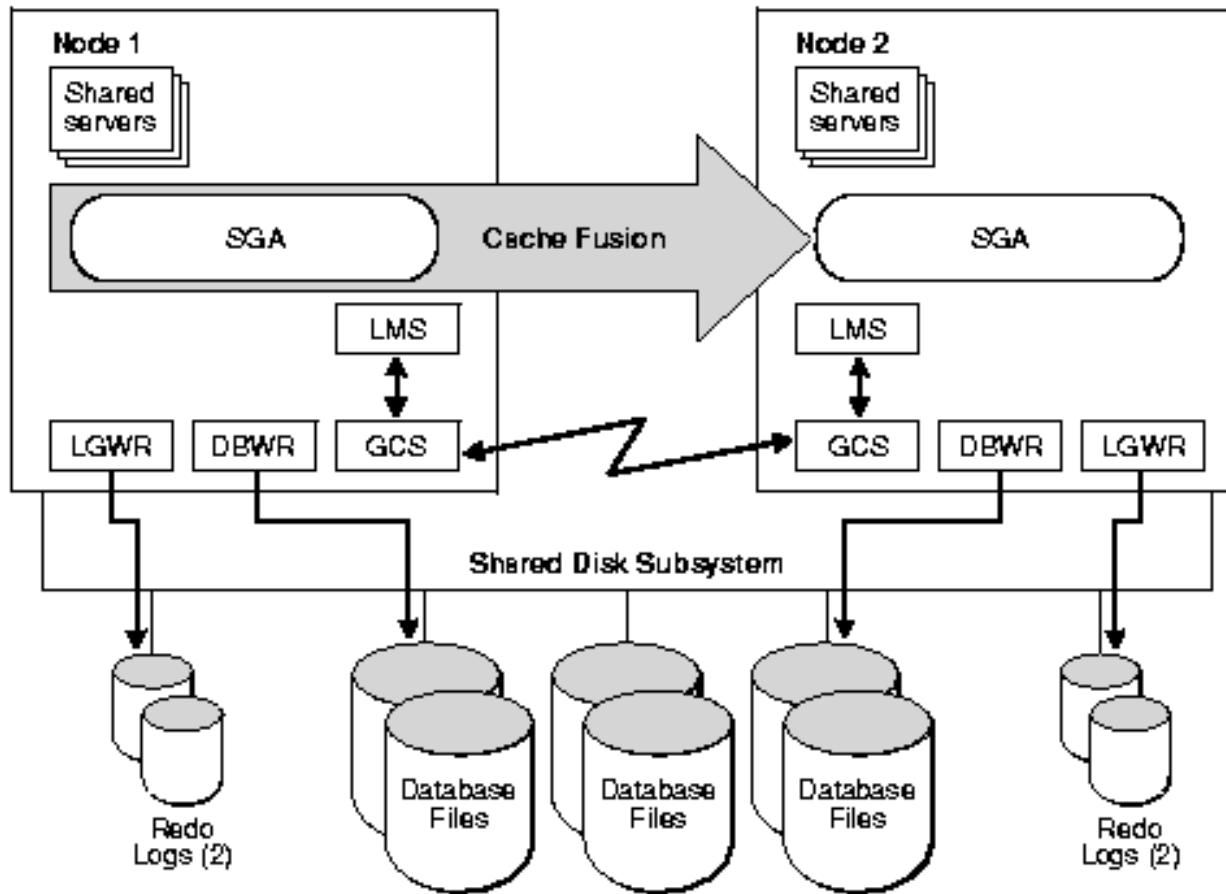 Node 1
Node 2
Shared
servers
Shared
servers
SGA
Cache Fusion
SGA
LMS
LMS
LGWR
DBWR
GCS
GCS
DBWR
LGWR
Shared Disk Subsystem
Database
Files
Database
Files
Database
Files
Redo
Logs (2)
Redo
Logs (2)